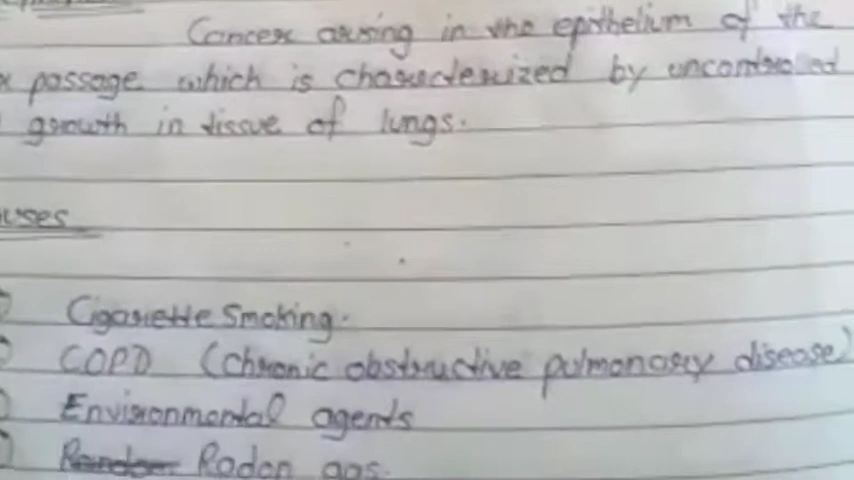 Cancer arising in the epithelium of the
passage which is characterized by uncontrolled
growth in tissue of lungs.
uses
Cigarette Smoking.
COPD (chronic obstructive pulmonary disease)
Environmental agents
Radon gas.